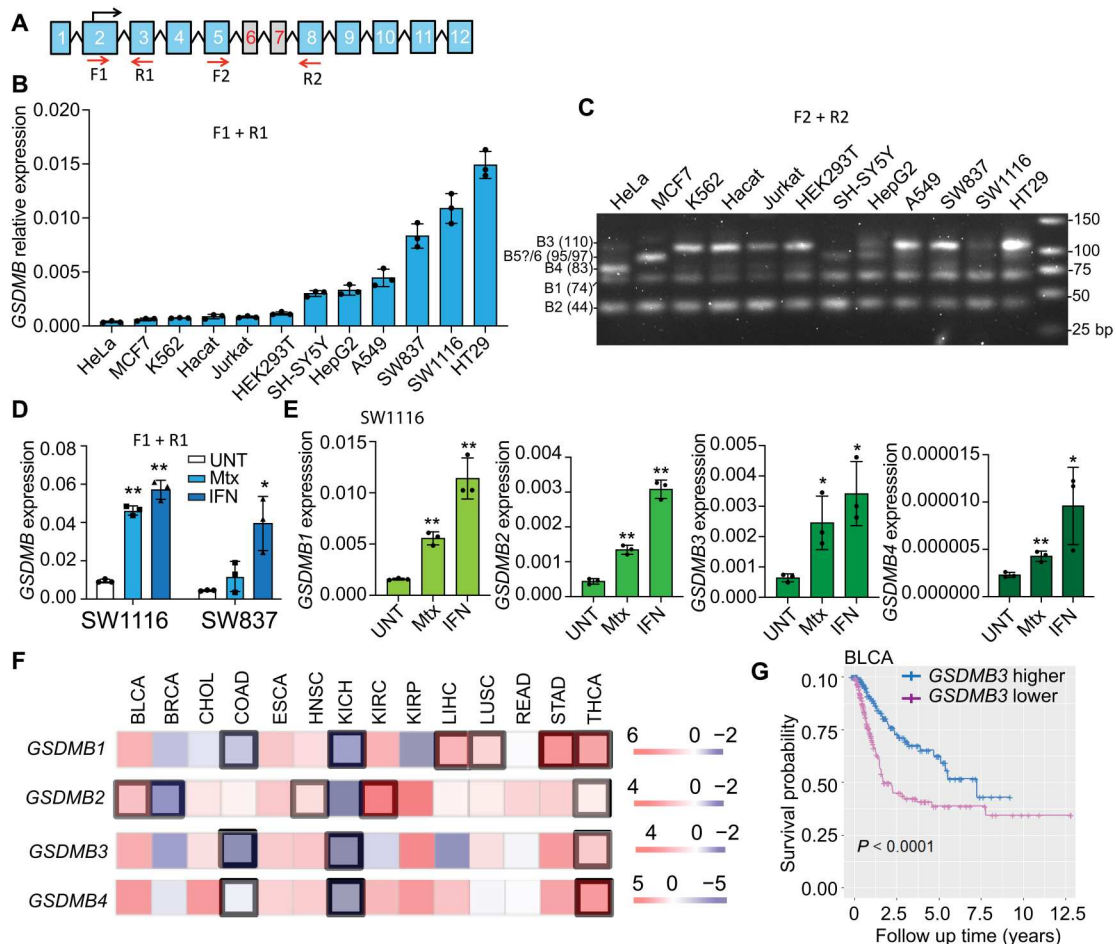 A
1 2 3 4 5 6 7 8 9 10 11 12
F1 R1 F2 R2
B
F1 + R1
GSDMB relative expression
0.020
0.015
0.010
0.005
0.000
HeLa MCF7 K562 Hacat Jurkat HEK293T SH-SY5Y HepG2 A549 SW837 SW1116 HT29
C
F2 + R2
HeLa MCF7 K562 Hacat Jurkat HEK293T SH-SY5Y HepG2 A549 SW837 SW1116 HT29
B3 (110)
B5?/6 (95/97)
B4 (83)
B1 (74)
B2 (44)
150
100
75
50
25 bp
D
F1 + R1
GSDMB expression
0.08
0.06
0.04
0.02
0.00
UNT
Mtx
IFN
** ** *
SW1116 SW837
E
SW1116
GSDMB1 expression
0.015
0.010
0.005
0.000
** **
UNT Mtx IFN
GSDMB2 expression
0.004
0.003
0.002
0.001
0.000
** **
UNT Mtx IFN
GSDMB3 expression
0.005
0.004
0.003
0.002
0.001
0.000
* *
UNT Mtx IFN
GSDMB4 expression
0.000015
0.000010
0.000005
0.000000
** *
UNT Mtx IFN
F
BLCA BRCA CHOL COAD ESCA HNSC KICH KIRC KIRP LIHC LUSC READ STAD THCA
GSDMB1
6 0 −2
GSDMB2
4 0 −2
GSDMB3
4 0 −2
GSDMB4
5 0 −5
G
BLCA
GSDMB3 higher
GSDMB3 lower
Survival probability
0.10
0.75
0.50
0.25
0.00
P < 0.0001
0 2.5 5.0 7.5 10 12.5
Follow up time (years)